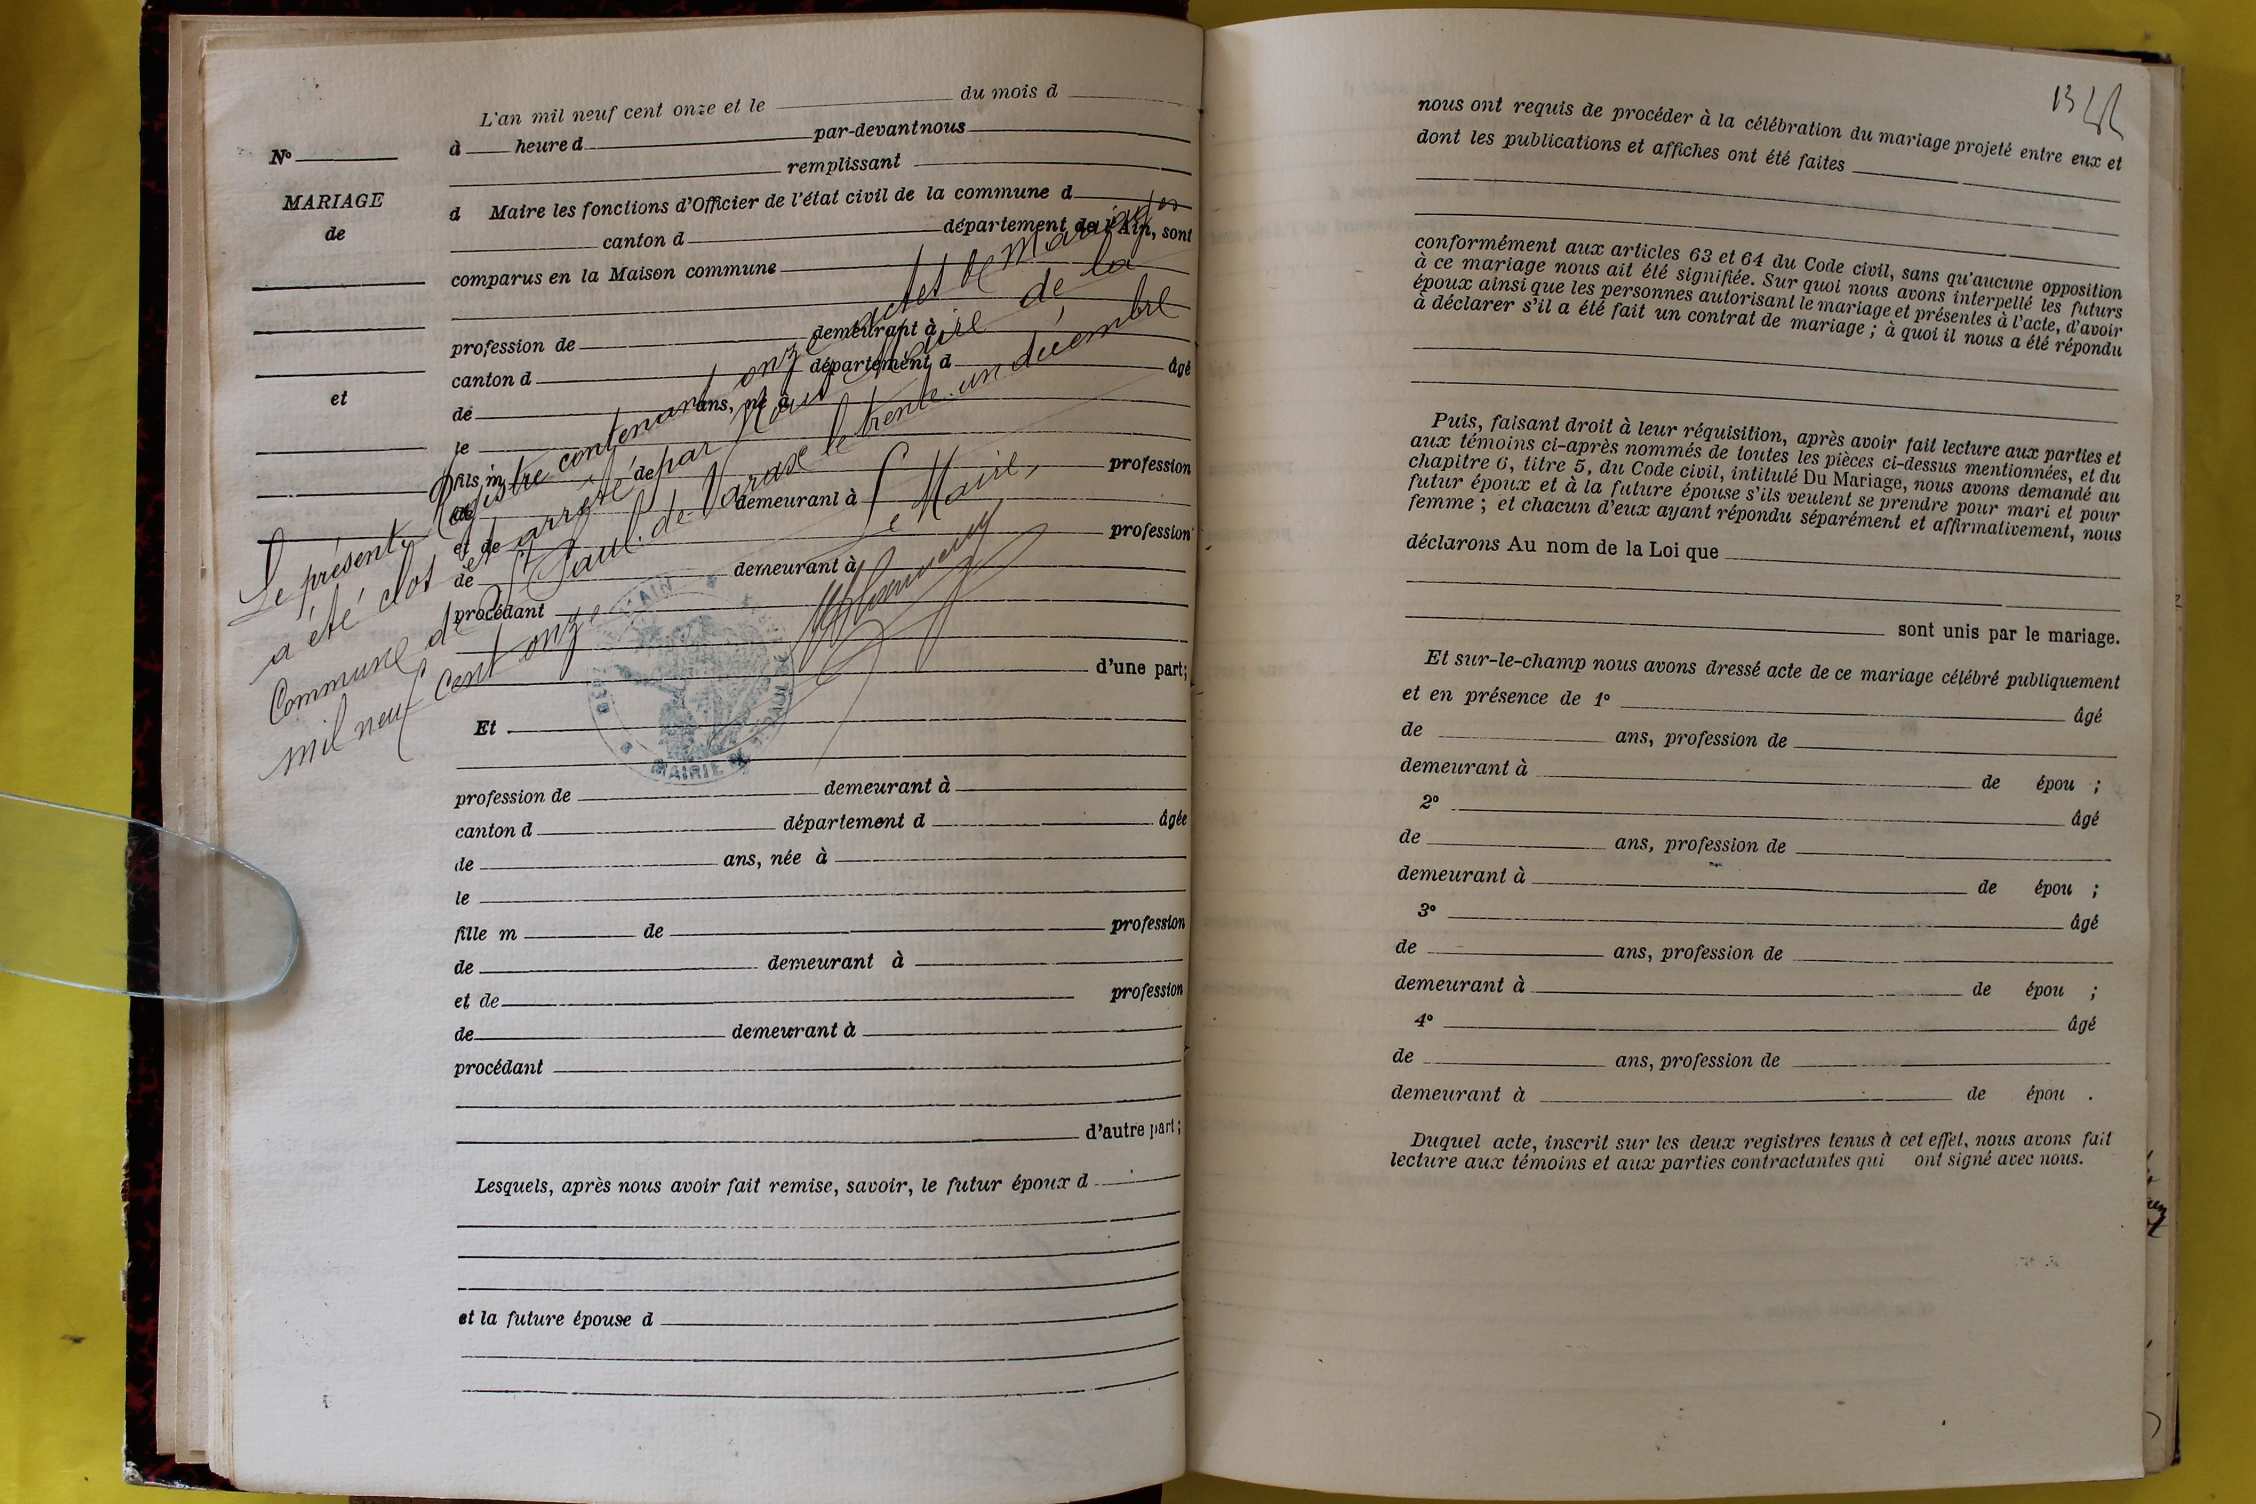 L'an mil neuf cent onze et le du mois d
à heure d par-devant nous
remplissant
d Maire les fonctions d'Officier de l'état civil de la commune d
canton d département de l'Ain, sont
comparus en la Maison commune
profession de demeurant à
canton d département d âgé
de ans, né à
le
fils m de profession
de demeurant à
et de profession
de demeurant à
procédant
d'une part;
Et
profession de demeurant à
canton d département d âgée
de ans, née à
le
fille m de profession
de demeurant à
et de profession
de demeurant à
procédant
d'autre part;
Lesquels, après nous avoir fait remise, savoir, le futur époux d
et la future épouse d
N°
MARIAGE
de
et
Le présent Registre contenant onze actes de mariages
a été clos et arrêté par Nous Maire de la
Commune de St Paul-de-Varax le trente-un décembre
mil neuf cent onze
Le Maire,
MAIRIE
AIN
13
nous ont requis de procéder à la célébration du mariage projeté entre eux et
dont les publications et affiches ont été faites
conformément aux articles 63 et 64 du Code civil, sans qu'aucune opposition
à ce mariage nous ait été signifiée. Sur quoi nous avons interpellé les futurs
époux ainsi que les personnes autorisant le mariage et présentes à l'acte, d'avoir
à déclarer s'il a été fait un contrat de mariage ; à quoi il nous a été répondu
Puis, faisant droit à leur réquisition, après avoir fait lecture aux parties et
aux témoins ci-après nommés de toutes les pièces ci-dessus mentionnées, et du
chapitre 6, titre 5, du Code civil, intitulé Du Mariage, nous avons demandé au
futur époux et à la future épouse s'ils veulent se prendre pour mari et pour
femme ; et chacun d'eux ayant répondu séparément et affirmativement, nous
déclarons Au nom de la Loi que
sont unis par le mariage.
Et sur-le-champ nous avons dressé acte de ce mariage célébré publiquement
et en présence de 1° âgé
de ans, profession de
demeurant à de épou ;
2° âgé
de ans, profession de
demeurant à de épou ;
3° âgé
de ans, profession de
demeurant à de épou ;
4° âgé
de ans, profession de
demeurant à de épou .
Duquel acte, inscrit sur les deux registres tenus à cet effet, nous avons fait
lecture aux témoins et aux parties contractantes qui ont signé avec nous.